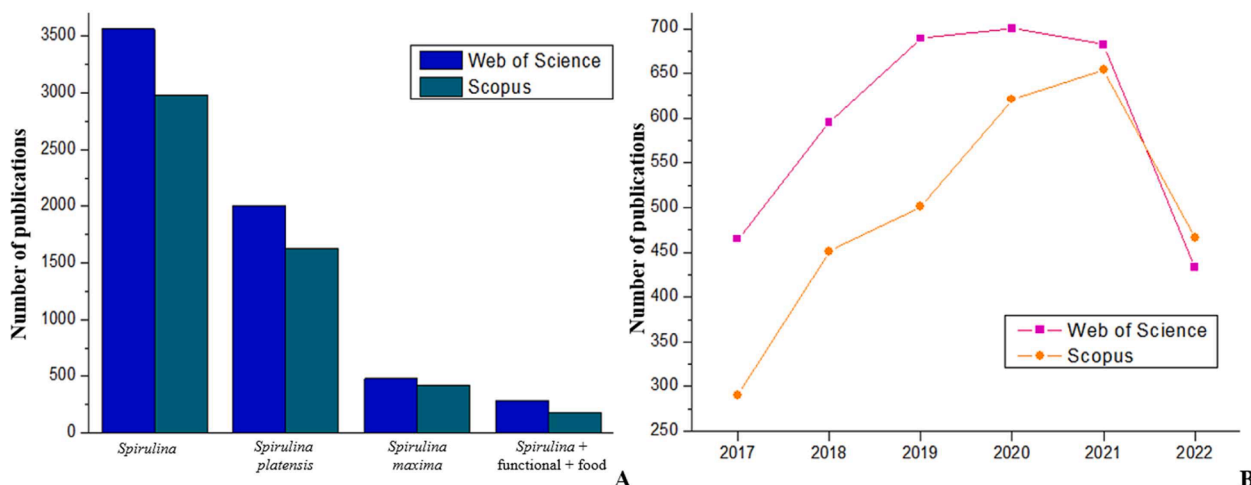 3500
3000
2500
2000
1500
1000
500
0
Number of publications
Web of Science
Scopus
Spirulina
Spirulina
platensis
Spirulina
maxima
Spirulina +
functional + food
A
700
650
600
550
500
450
400
350
300
250
Number of publications
Web of Science
Scopus
2017
2018
2019
2020
2021
2022
B